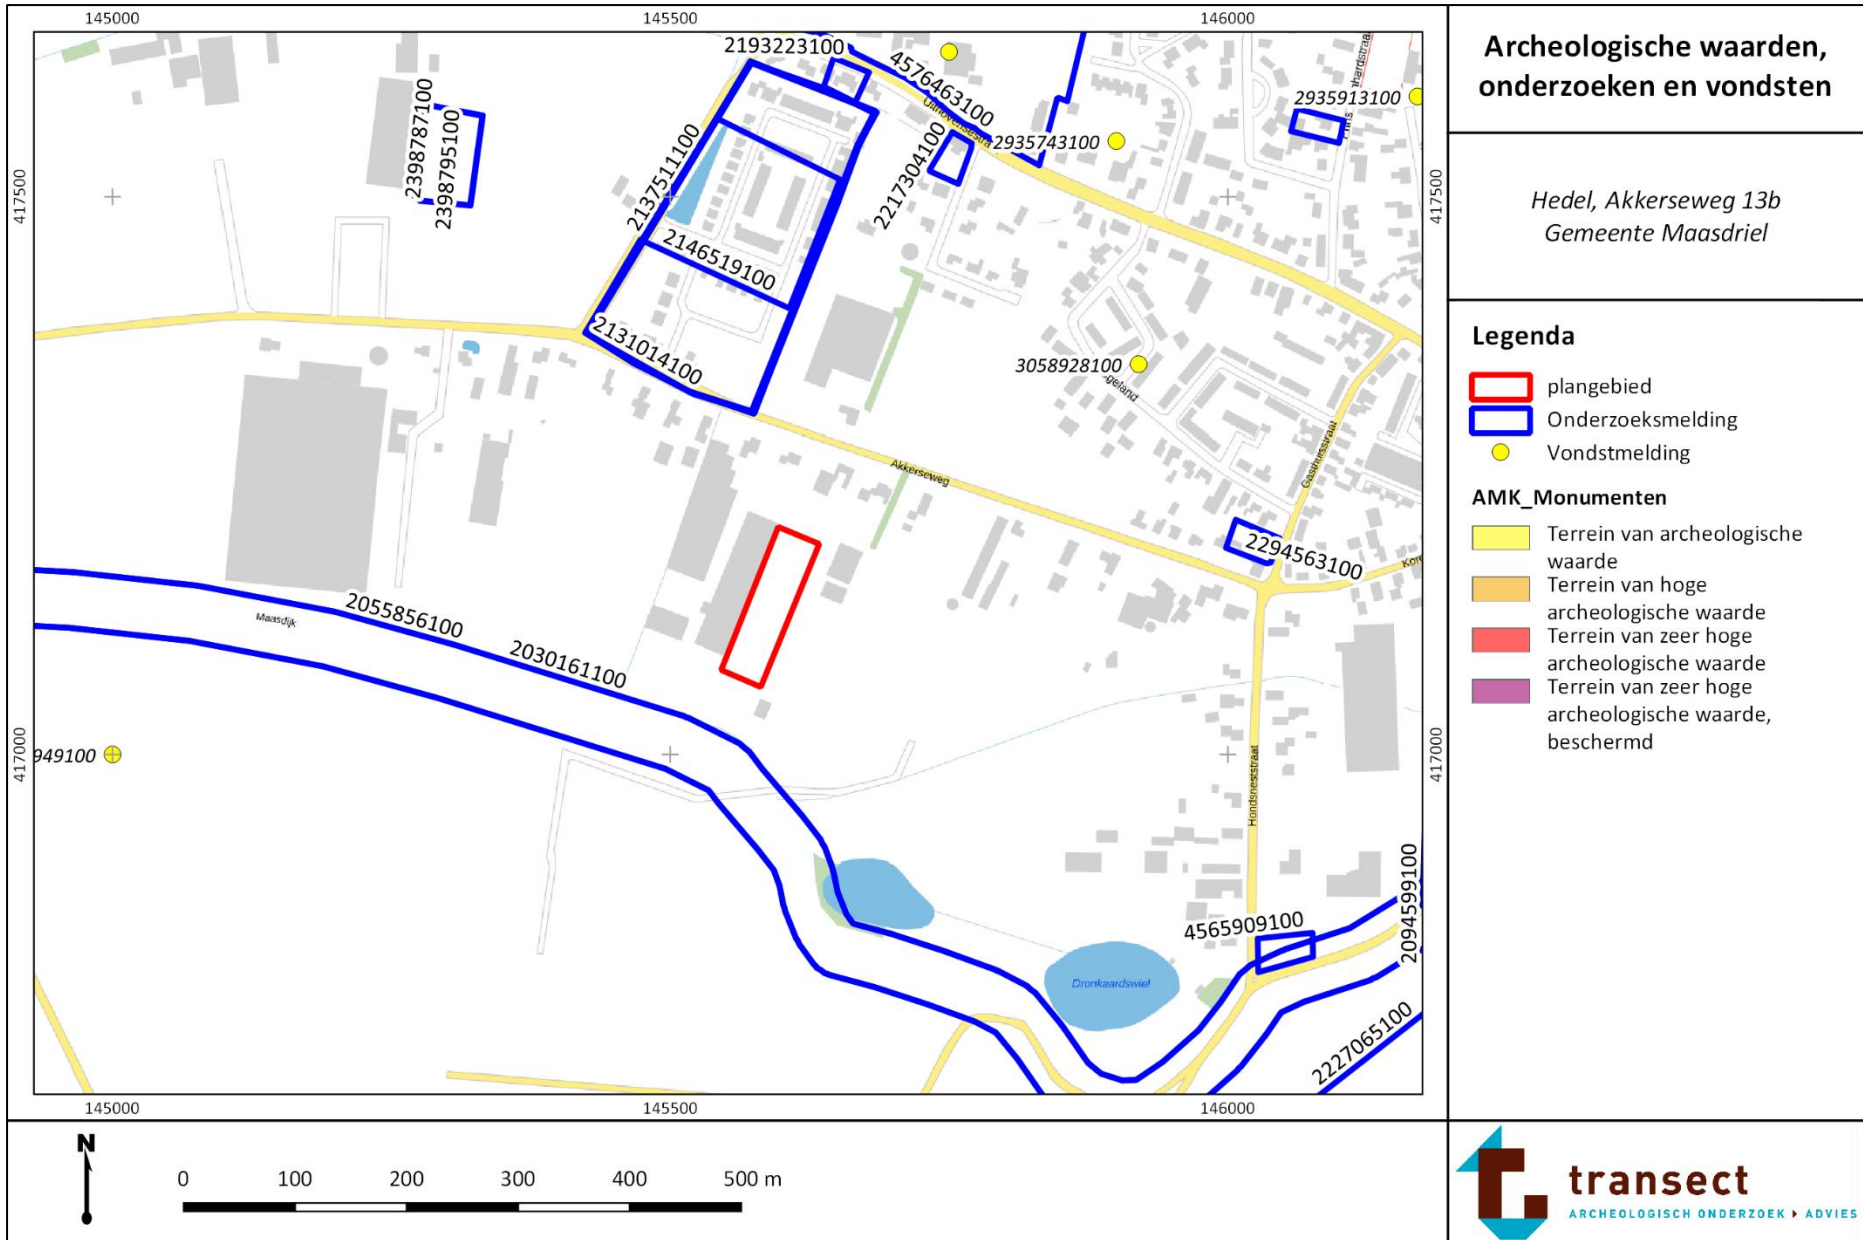 145000
145500
146000
417500
417000
417500
417000
2193223100
4576463100
Uithovensestraat
2935913100
2398787100
2398795100
2137511100
2935743100
2217304100
2146519100
2131014100
3058928100
Gasthuisstraat
Akkerseweg
2294563100
2055856100
Maasdijk
2030161100
949100
Hondsneststraat
4565909100
2094599100
Dronkaardswiel
2227065100
145000
145500
146000
N
0 100 200 300 400 500 m
Archeologische waarden,
onderzoeken en vondsten
Hedel, Akkerseweg 13b
Gemeente Maasdriel
Legenda
plangebied
Onderzoeksmelding
Vondstmelding
AMK_Monumenten
Terrein van archeologische
waarde
Terrein van hoge
archeologische waarde
Terrein van zeer hoge
archeologische waarde
Terrein van zeer hoge
archeologische waarde,
beschermd
transect
ARCHEOLOGISCH ONDERZOEK ▸ ADVIES